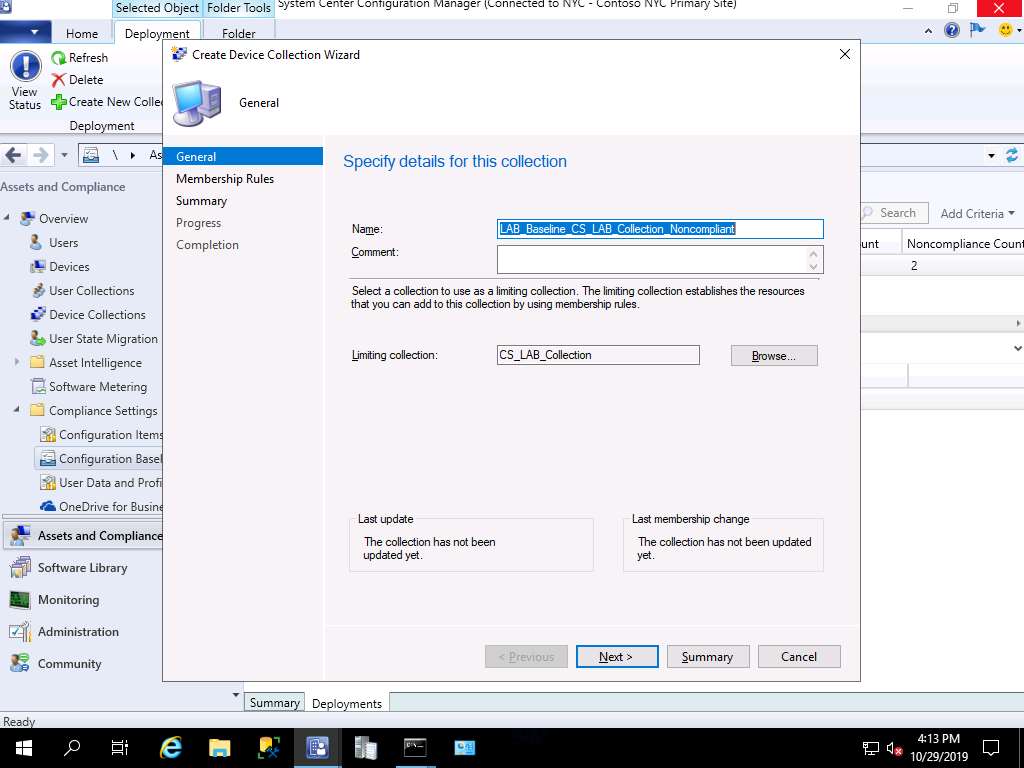 Selected Object Folder Tools System Center Configuration Manager (Connected to NYC - Contoso NYC Primary Site)
Home Deployment Folder
View Status
Refresh
Delete
Create New Colle
Deployment
\ As
Assets and Compliance
Overview
Users
Devices
User Collections
Device Collections
User State Migration
Asset Intelligence
Software Metering
Compliance Settings
Configuration Items
Configuration Basel
User Data and Profi
OneDrive for Busine
Assets and Compliance
Software Library
Monitoring
Administration
Community
Create Device Collection Wizard
General
General
Membership Rules
Summary
Progress
Completion
Specify details for this collection
Name: LAB_Baseline_CS_LAB_Collection_Noncompliant
Comment:
Select a collection to use as a limiting collection. The limiting collection establishes the resources
that you can add to this collection by using membership rules.
Limiting collection: CS_LAB_Collection Browse...
Last update
The collection has not been
updated yet.
Last membership change
The collection has not been updated
yet.
< Previous Next > Summary Cancel
Search Add Criteria
unt Noncompliance Count
2
Summary Deployments
Ready
4:13 PM
10/29/2019